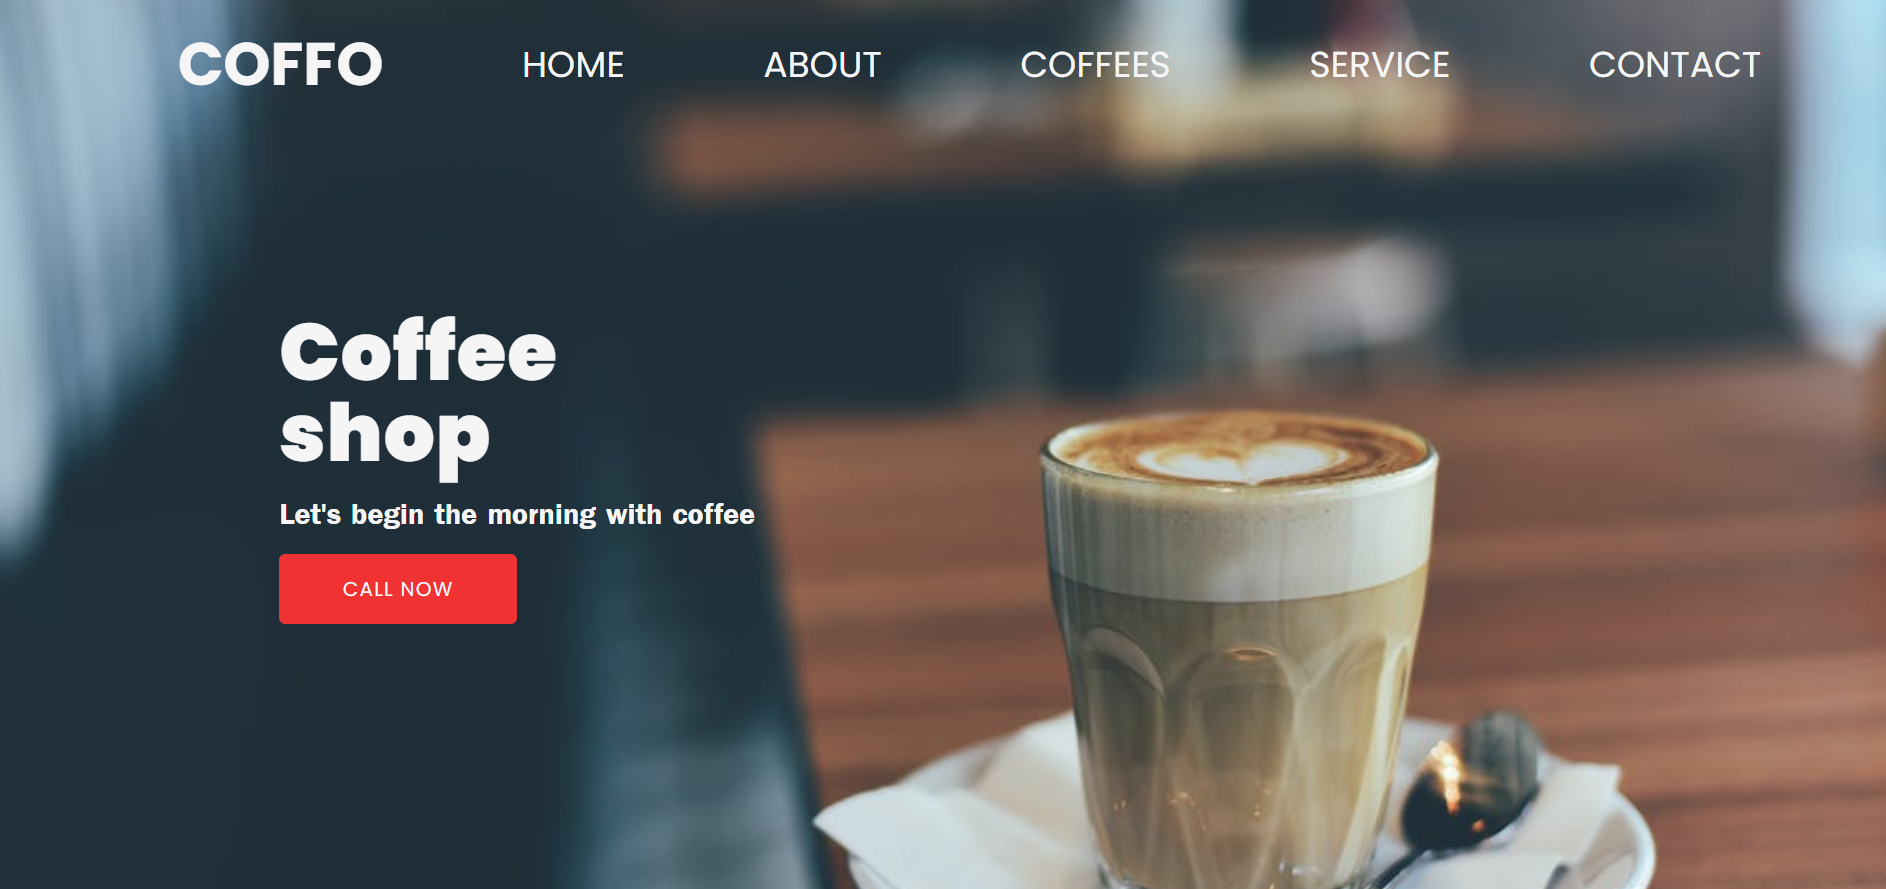 COFFO HOME ABOUT COFFEES SERVICE CONTACT
Coffee
shop
Let's begin the morning with coffee
CALL NOW